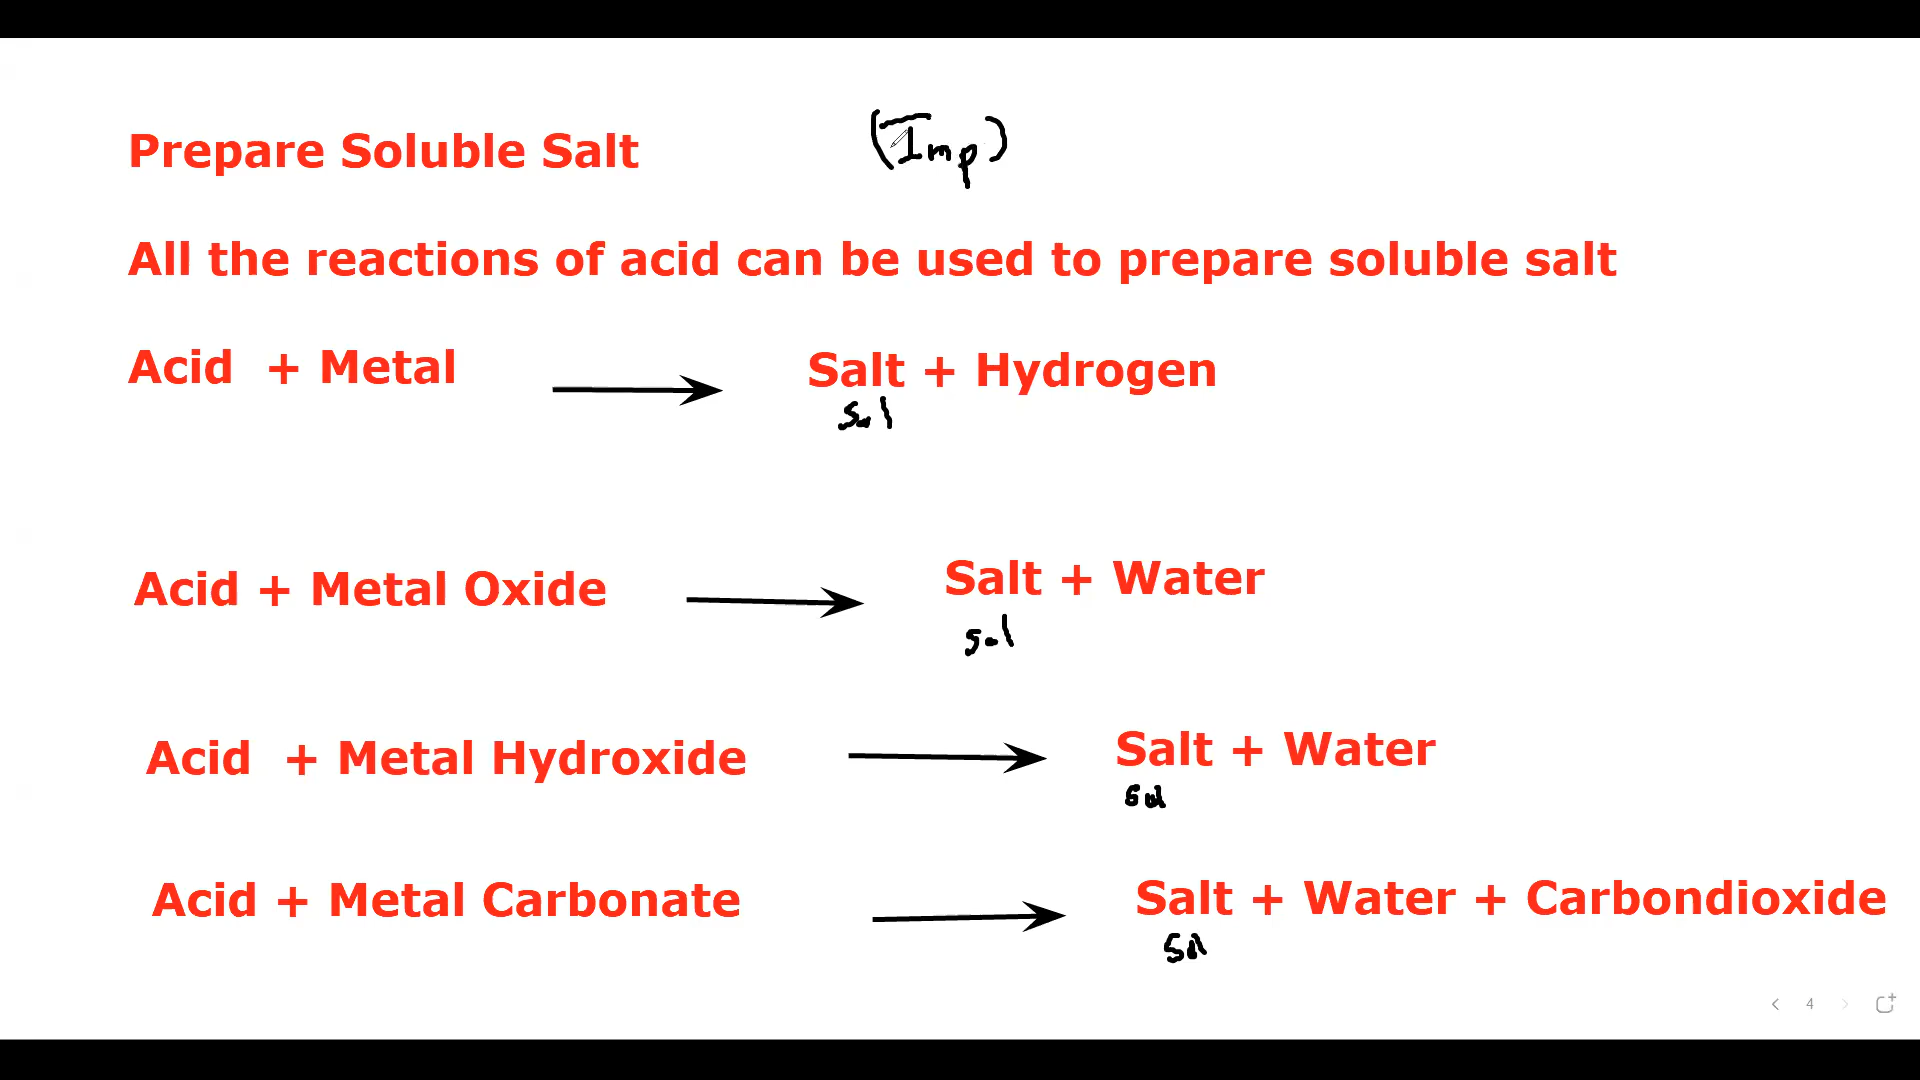 Prepare Soluble Salt (Imp)
All the reactions of acid can be used to prepare soluble salt
Acid + Metal Salt + Hydrogen
Sol
Acid + Metal Oxide Salt + Water
sol
Acid + Metal Hydroxide Salt + Water
sol
Acid + Metal Carbonate Salt + Water + Carbondioxide
Sol
4